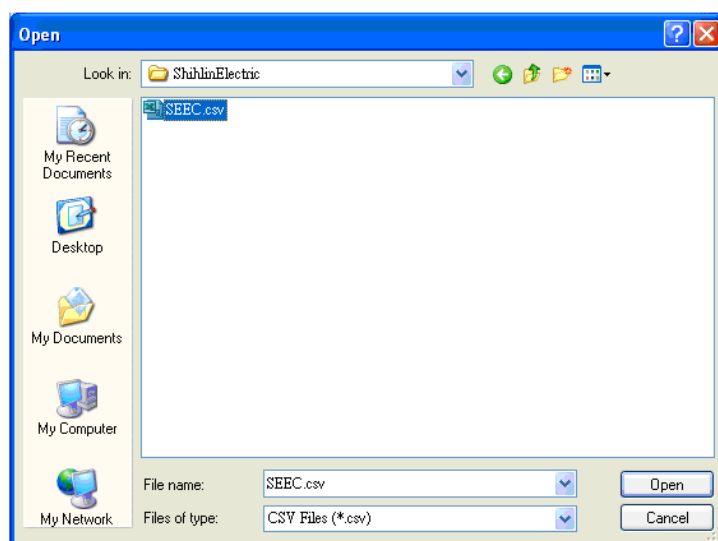 Open
Look in: ShihlinElectric
SEEC.csv
My Recent
Documents
Desktop
My Documents
My Computer
My Network
File name: SEEC.csv Open
Files of type: CSV Files (*.csv) Cancel